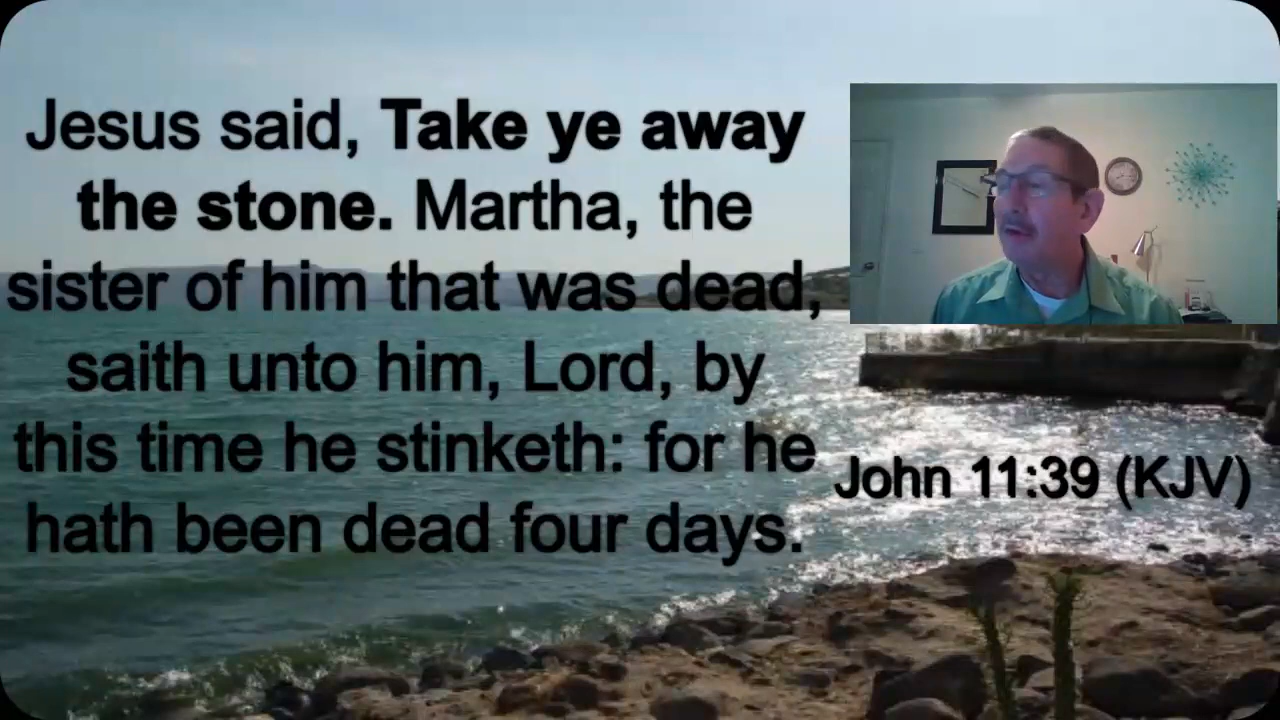 Jesus said, Take ye away
the stone. Martha, the
sister of him that was dead,
saith unto him, Lord, by
this time he stinketh: for he
hath been dead four days.
John 11:39 (KJV)